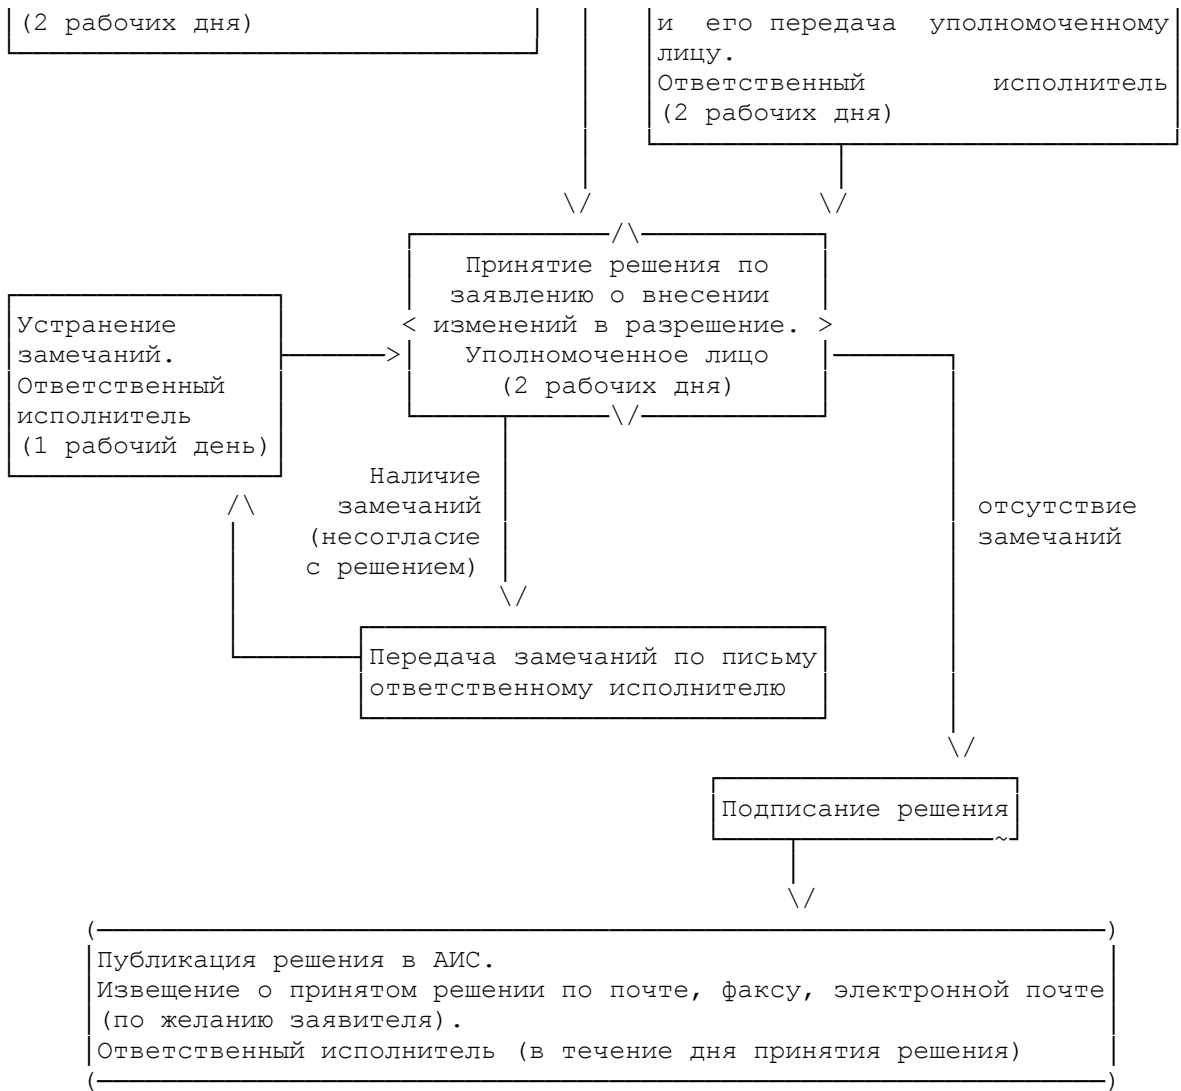 (2 рабочих дня)
и его передача уполномоченному
лицу.
Ответственный исполнитель
(2 рабочих дня)
Принятие решения по
заявлению о внесении
изменений в разрешение.
Уполномоченное лицо
(2 рабочих дня)
Устранение
замечаний.
Ответственный
исполнитель
(1 рабочий день)
Наличие
замечаний
(несогласие
с решением)
отсутствие
замечаний
Передача замечаний по письму
ответственному исполнителю
Подписание решения
Публикация решения в АИС.
Извещение о принятом решении по почте, факсу, электронной почте
(по желанию заявителя).
Ответственный исполнитель (в течение дня принятия решения)